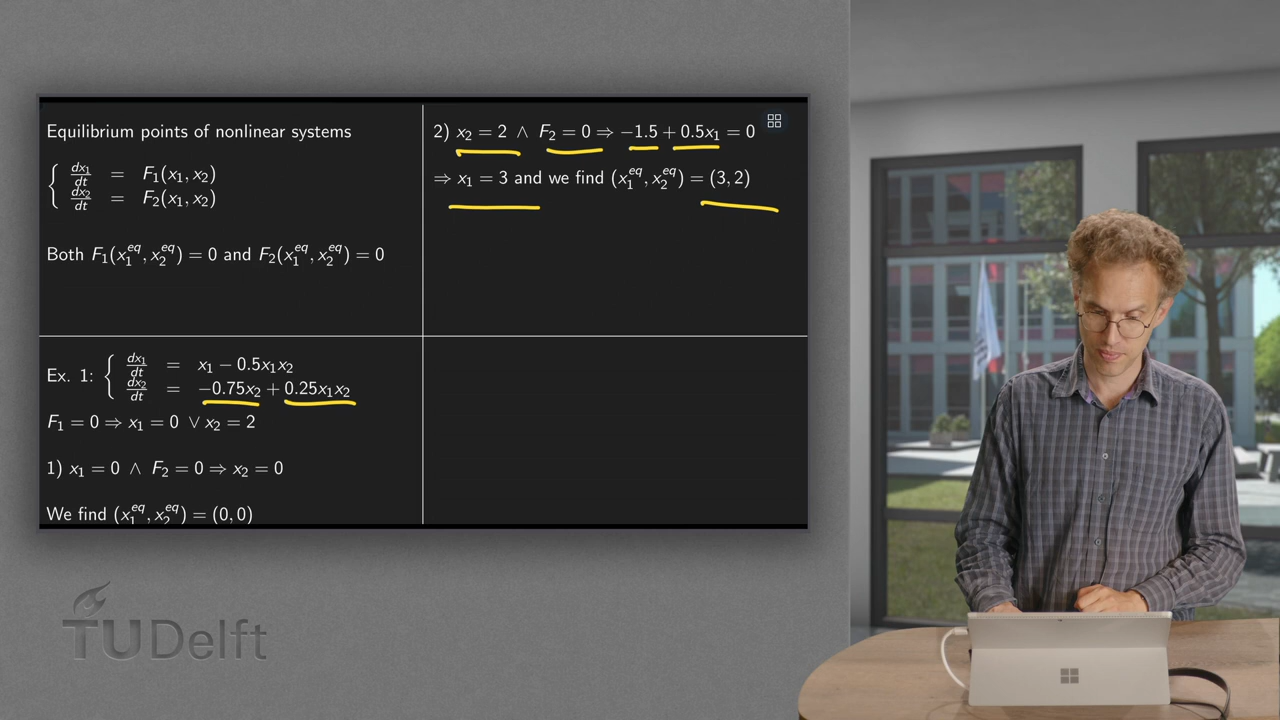 Equilibrium points of nonlinear systems
{ dx₁/dt = F₁(x₁, x₂)
dx₂/dt = F₂(x₁, x₂)
Both F₁(x₁^eq, x₂^eq) = 0 and F₂(x₁^eq, x₂^eq) = 0
Ex. 1: { dx₁/dt = x₁ − 0.5x₁x₂
dx₂/dt = −0.75x₂ + 0.25x₁x₂
F₁ = 0 ⇒ x₁ = 0 ∨ x₂ = 2
1) x₁ = 0 ∧ F₂ = 0 ⇒ x₂ = 0
We find (x₁^eq, x₂^eq) = (0, 0)
2) x₂ = 2 ∧ F₂ = 0 ⇒ −1.5 + 0.5x₁ = 0
⇒ x₁ = 3 and we find (x₁^eq, x₂^eq) = (3, 2)
TUDelft